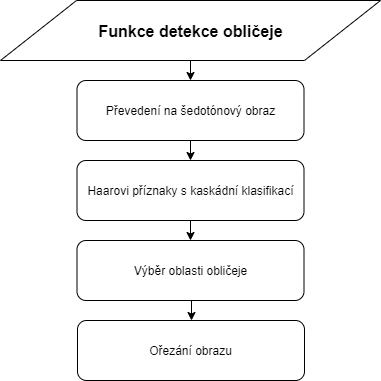 Funkce detekce obličeje
Převedení na šedotónový obraz
Haarovi příznaky s kaskádní klasifikací
Výběr oblasti obličeje
Ořezání obrazu